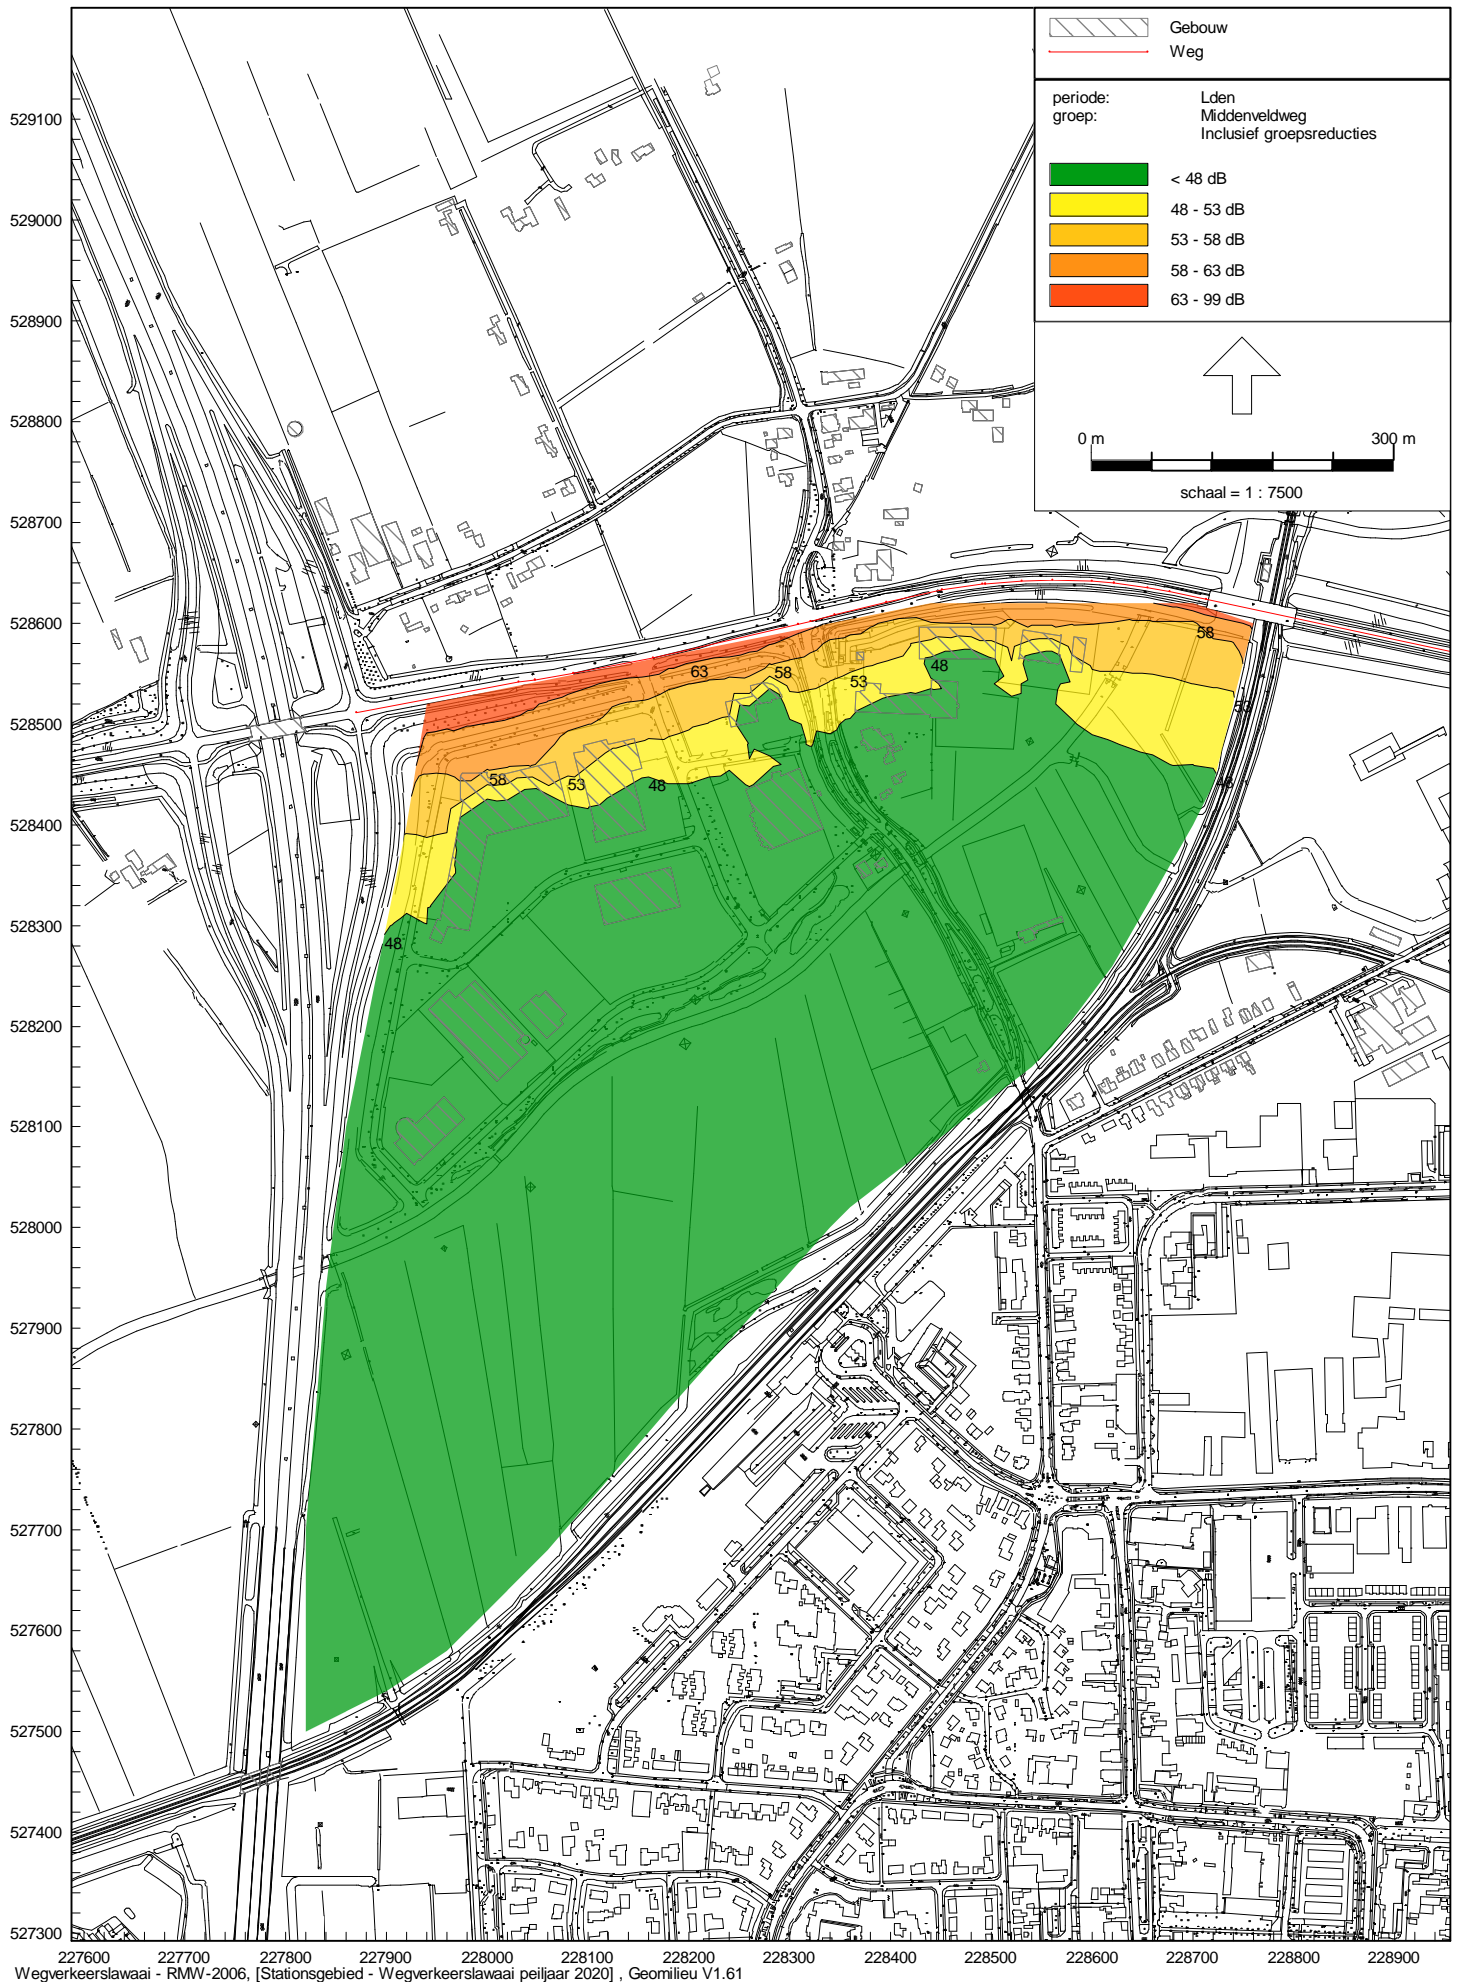 Gebouw
Weg
periode: Lden
groep: Middenveldweg
Inclusief groepsreducties
< 48 dB
48 - 53 dB
53 - 58 dB
58 - 63 dB
63 - 99 dB
0 m 300 m
schaal = 1 : 7500
529100
529000
528900
528800
528700
528600
528500
528400
528300
528200
528100
528000
527900
527800
527700
527600
527500
527400
527300
58
48
63
58
53
53
58
53
48
48
48
227600 227700 227800 227900 228000 228100 228200 228300 228400 228500 228600 228700 228800 228900
Wegverkeerslawaai - RMW-2006, [Stationsgebied - Wegverkeerslawaai peiljaar 2020] , Geomilieu V1.61